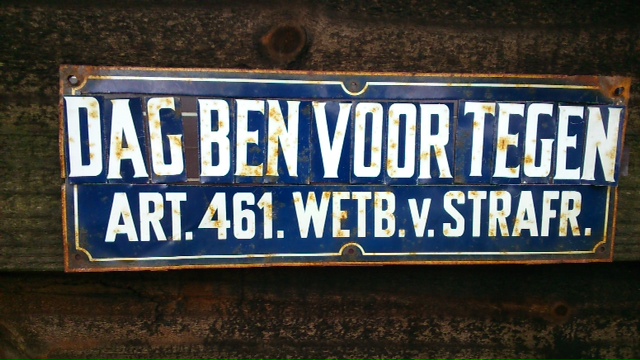 DAG BEN VOOR TEGEN
ART. 461. WETB. v. STRAFR.